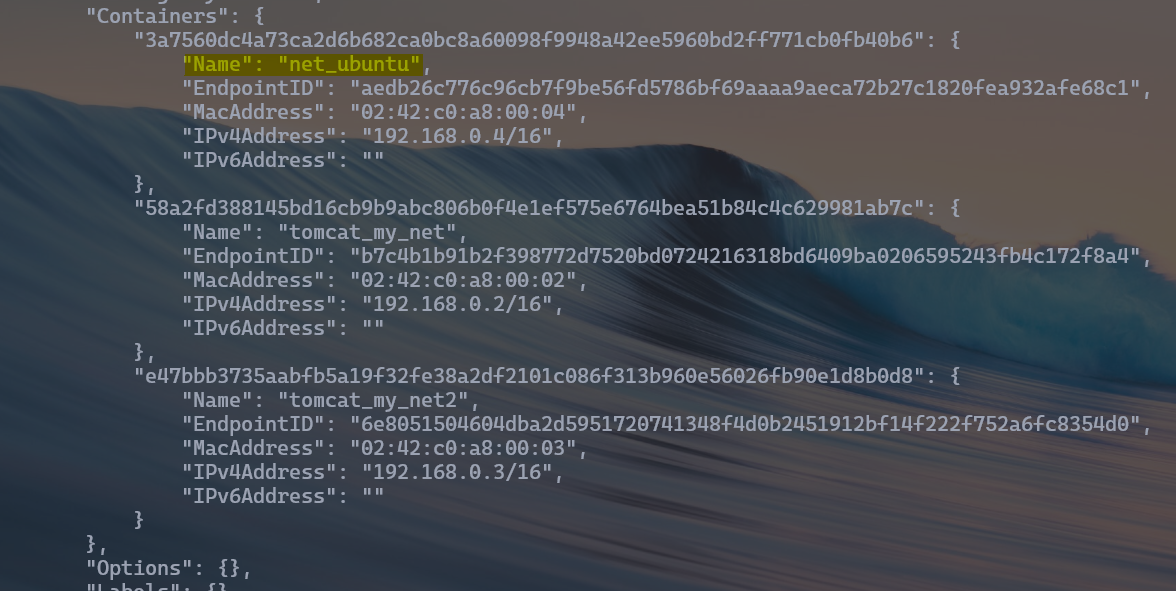 "Containers": {
"3a7560dc4a73ca2d6b682ca0bc8a60098f9948a42ee5960bd2ff771cb0fb40b6": {
"Name": "net_ubuntu",
"EndpointID": "aedb26c776c96cb7f9be56fd5786bf69aaaa9aeca72b27c1820fea932afe68c1",
"MacAddress": "02:42:c0:a8:00:04",
"IPv4Address": "192.168.0.4/16",
"IPv6Address": ""
},
"58a2fd388145bd16cb9b9abc806b0f4e1ef575e6764bea51b84c4c629981ab7c": {
"Name": "tomcat_my_net",
"EndpointID": "b7c4b1b91b2f398772d7520bd0724216318bd6409ba0206595243fb4c172f8a4",
"MacAddress": "02:42:c0:a8:00:02",
"IPv4Address": "192.168.0.2/16",
"IPv6Address": ""
},
"e47bbb3735aabfb5a19f32fe38a2df2101c086f313b960e56026fb90e1d8b0d8": {
"Name": "tomcat_my_net2",
"EndpointID": "6e8051504604dba2d5951720741348f4d0b2451912bf14f222f752a6fc8354d0",
"MacAddress": "02:42:c0:a8:00:03",
"IPv4Address": "192.168.0.3/16",
"IPv6Address": ""
}
},
"Options": {},
"Labels": {}